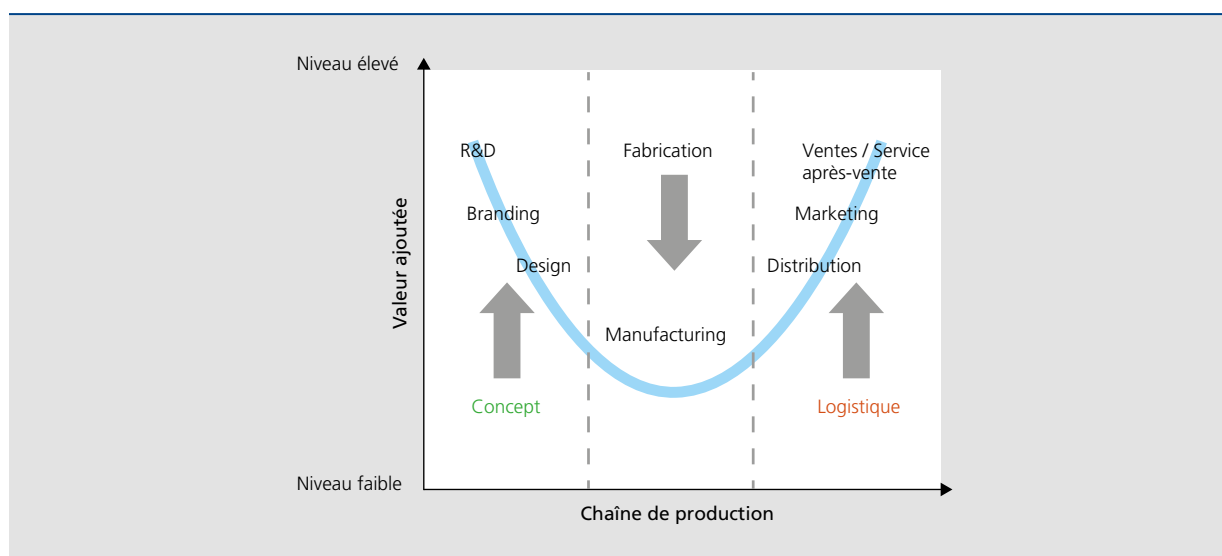 Niveau élevé
R&D
Fabrication
Ventes / Service
après-vente
Branding
Marketing
Valeur ajoutée
Design
Distribution
Manufacturing
Concept
Logistique
Niveau faible
Chaîne de production